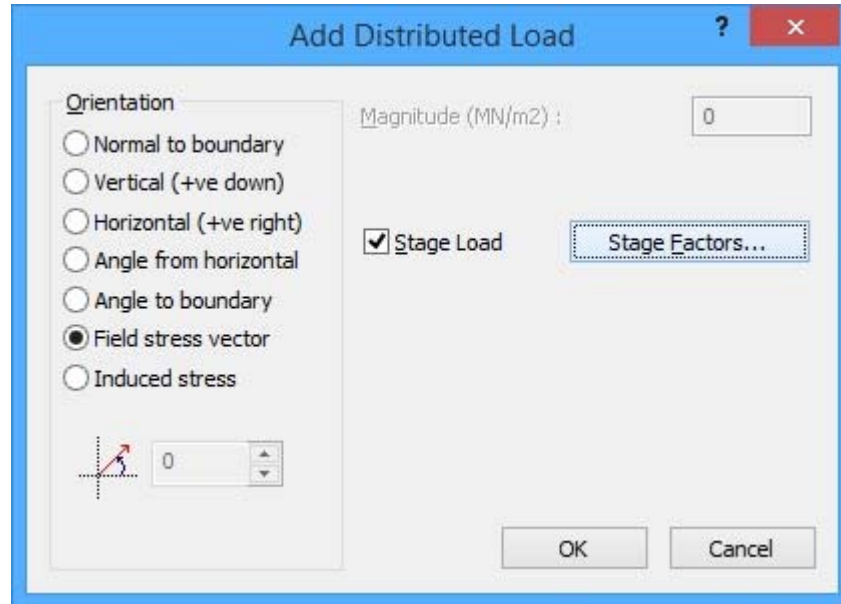 Add Distributed Load
?
×
Orientation
Normal to boundary
Vertical (+ve down)
Horizontal (+ve right)
Angle from horizontal
Angle to boundary
Field stress vector
Induced stress
0
Magnitude (MN/m2) :
0
Stage Load
Stage Factors...
OK
Cancel